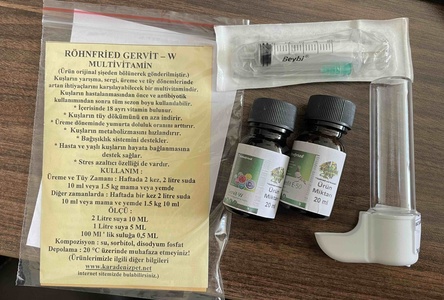 RÖHNFRIED GERVIT – W
MULTİVİTAMİN
(Ürün orijinal şişeden bölünerek gönderilmiştir.)
Kuşların yarışma, sergi, üreme ve tüy dönemlerinde
artan ihtiyaçlarını karşılayabilecek bir multivitamindir.
Kuşların hastalanmasından önce ve antibiyotik
kullanımından sonra tüm sezon boyu kullanabilir.
* İçerisinde 18 ayrı vitamin bulunur.
* Kuşların tüy dökümünü en aza indirir.
* Üreme döneminde yumurta doluluk oranını arttırır.
* Kuşların metabolizmasını hızlandırır.
* Bağışıklık sistemini destekler.
* Hasta ve yaşlı kuşların hayata bağlanmasına
destek sağlar.
* Stres azaltıcı özelliği de vardır.
KULLANIM :
Üreme ve Tüy Zamanı : Haftada 2 kez, 2 litre suda
10 ml veya 1.5 kg mama veya yemde
Diğer zamanlarda : Haftada bir kez 2 litre suda
10 ml veya mama ve yemde 1.5 kg 10 ml
ÖLÇÜ :
2 Litre suya 10 ML
1 Litre suya 5 ML
100 Ml ' lik suluğa 0,5 ML
Kompozisyon : su, sorbitol, disodyum fosfat
Depolama : 20 °C üzerinde muhafaza etmeyiniz!
(Ürünlerimizle ilgili diğer bilgileri
www.karadenizpet.net
internet sitemizde bulabilirsiniz.)
Beybi
Ürün
Miktarı
20 ml
Ürün
Miktarı
20 ml